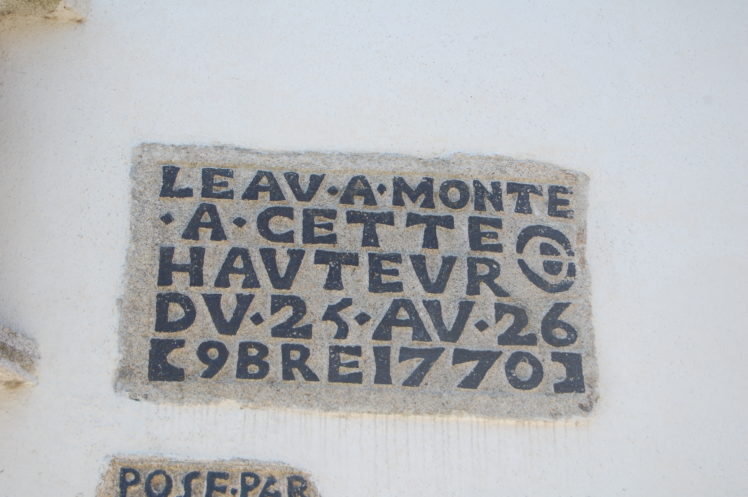 LEAV·A·MONTE
·A·CETTE
HAVTEVR
DV·25·AV·26
9BRE1770
POSE·PAR